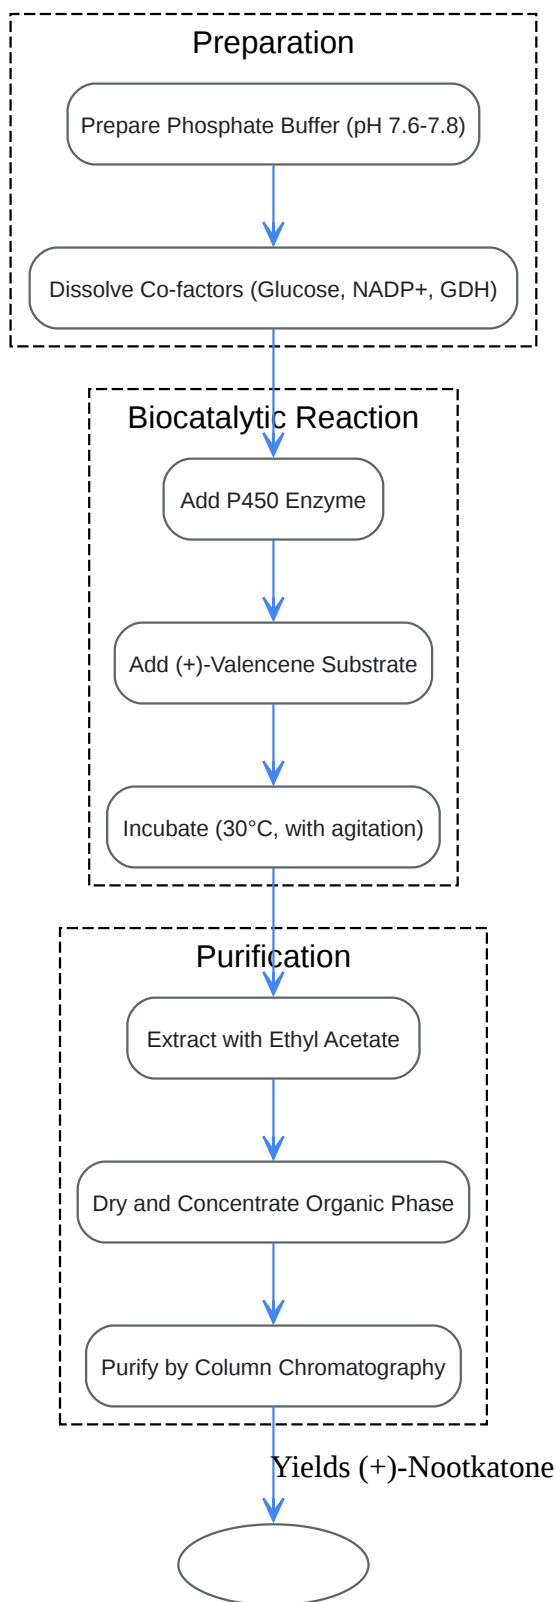 Preparation
Prepare Phosphate Buffer (pH 7.6-7.8)
Dissolve Co-factors (Glucose, NADP+, GDH)
Biocatalytic Reaction
Add P450 Enzyme
Add (+)-Valencene Substrate
Incubate (30°C, with agitation)
Purification
Extract with Ethyl Acetate
Dry and Concentrate Organic Phase
Purify by Column Chromatography
Yields (+)-Nootkatone